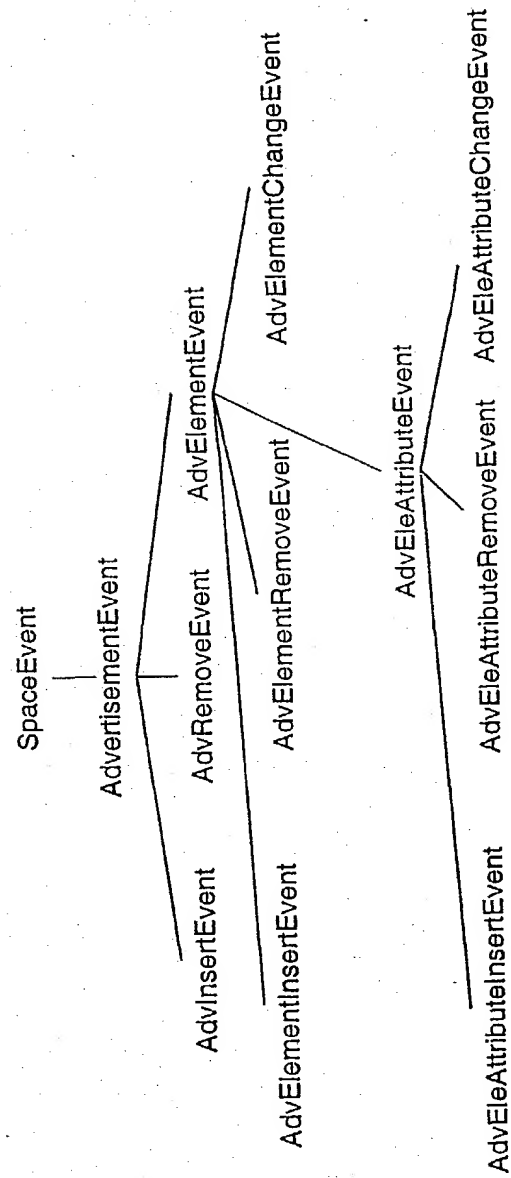 SpaceEvent
AdvertisementEvent
AdvInsertEvent
AdvRemoveEvent
AdvElementEvent
AdvElementInsertEvent
AdvElementRemoveEvent
AdvElementChangeEvent
AdvEleAttributeEvent
AdvEleAttributeInsertEvent
AdvEleAttributeRemoveEvent
AdvEleAttributeChangeEvent